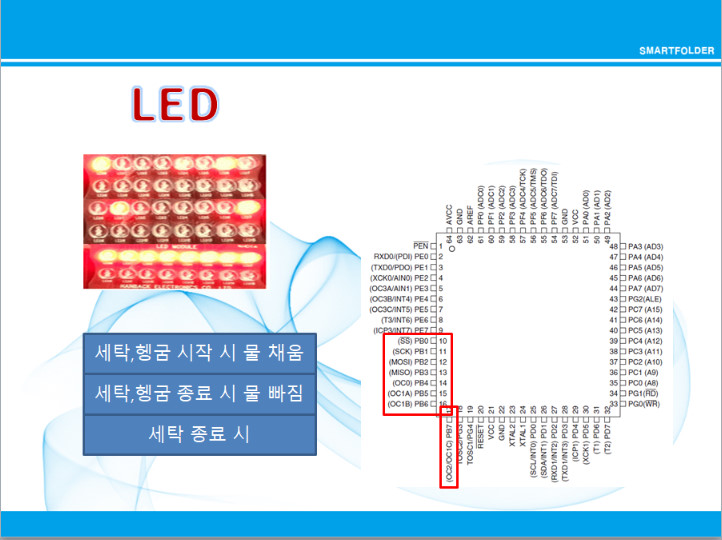 SMARTFOLDER
LED
LED MODULE
HANBACK ELECTRONICS CO., LTD.
세탁,헹굼 시작 시 물 채움
세탁,헹굼 종료 시 물 빠짐
세탁 종료 시
64 AVCC
63 GND
62 AREF
61 PF0 (ADC0)
60 PF1 (ADC1)
59 PF2 (ADC2)
58 PF3 (ADC3)
57 PF4 (ADC4/TCK)
56 PF5 (ADC5/TMS)
55 PF6 (ADC6/TDO)
54 PF7 (ADC7/TDI)
53 GND
52 VCC
51 PA0 (AD0)
50 PA1 (AD1)
49 PA2 (AD2)
PEN 1
RXD0/(PDI) PE0 2
(TXD0/PDO) PE1 3
(XCK0/AIN0) PE2 4
(OC3A/AIN1) PE3 5
(OC3B/INT4) PE4 6
(OC3C/INT5) PE5 7
(T3/INT6) PE6 8
(ICP3/INT7) PE7 9
(SS) PB0 10
(SCK) PB1 11
(MOSI) PB2 12
(MISO) PB3 13
(OC0) PB4 14
(OC1A) PB5 15
(OC1B) PB6 16
48 PA3 (AD3)
47 PA4 (AD4)
46 PA5 (AD5)
45 PA6 (AD6)
44 PA7 (AD7)
43 PG2(ALE)
42 PC7 (A15)
41 PC6 (A14)
40 PC5 (A13)
39 PC4 (A12)
38 PC3 (A11)
37 PC2 (A10)
36 PC1 (A9)
35 PC0 (A8)
34 PG1(RD)
33 PG0(WR)
(OC2/OC1C) PB7 17
TOSC2/PG3 18
TOSC1/PG4 19
RESET 20
VCC 21
GND 22
XTAL2 23
XTAL1 24
(SCL/INT0) PD0 25
(SDA/INT1) PD1 26
(RXD1/INT2) PD2 27
(TXD1/INT3) PD3 28
(ICP1) PD4 29
(XCK1) PD5 30
(T1) PD6 31
(T2) PD7 32